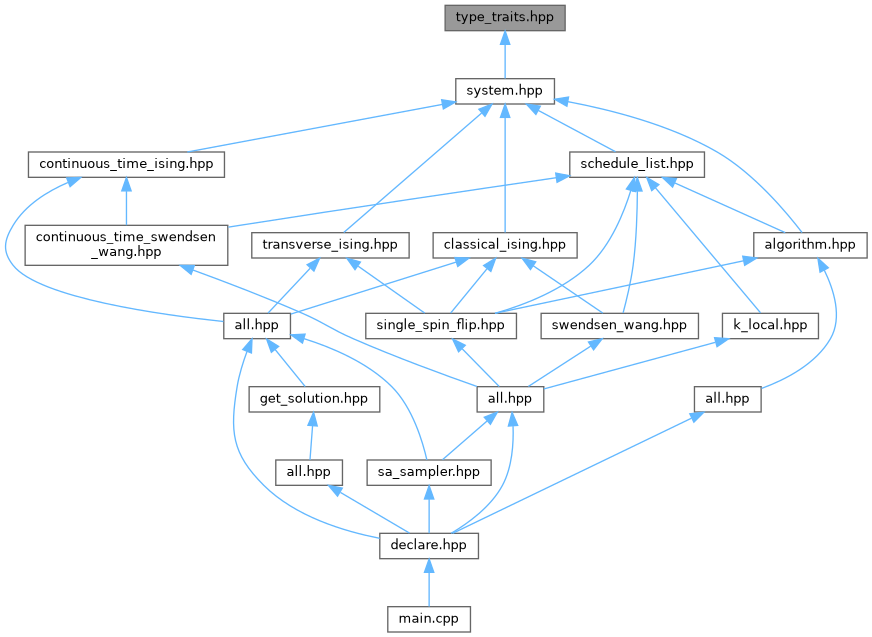 type_traits.hpp
system.hpp
continuous_time_ising.hpp
schedule_list.hpp
continuous_time_swendsen
_wang.hpp
transverse_ising.hpp
classical_ising.hpp
algorithm.hpp
all.hpp
single_spin_flip.hpp
swendsen_wang.hpp
k_local.hpp
get_solution.hpp
all.hpp
all.hpp
all.hpp
sa_sampler.hpp
declare.hpp
main.cpp